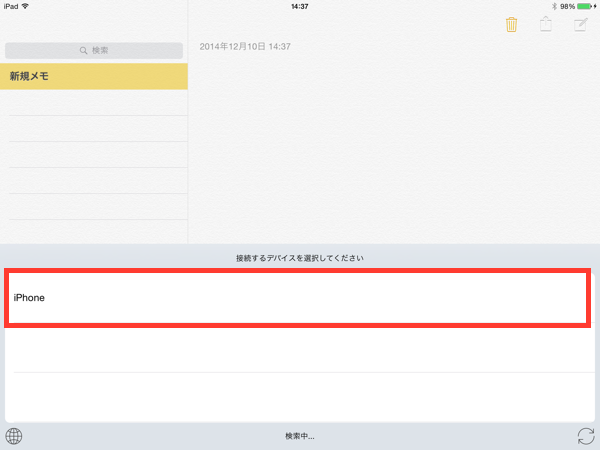 iPad 14:37 98%
検索
2014年12月10日 14:37
新規メモ
接続するデバイスを選択してください
iPhone
検索中...